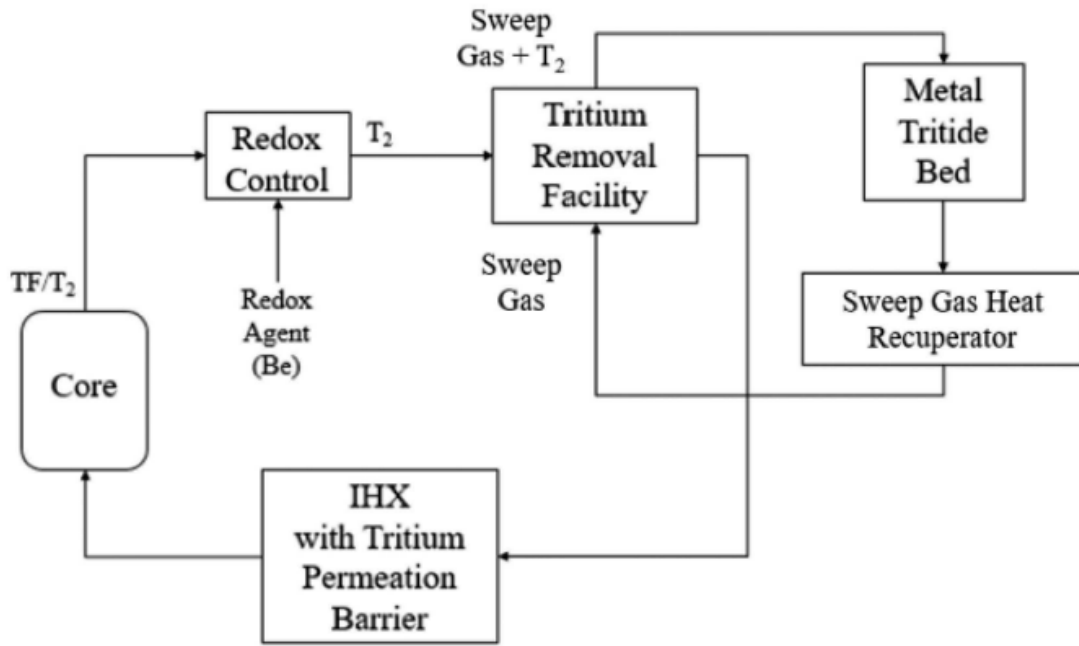 Sweep
Gas + T₂
Metal
Tritide
Bed
Tritium
Removal
Facility
Redox
Control
T₂
TF/T₂
Redox
Agent
(Be)
Sweep
Gas
Sweep Gas Heat
Recuperator
Core
IHX
with Tritium
Permeation
Barrier